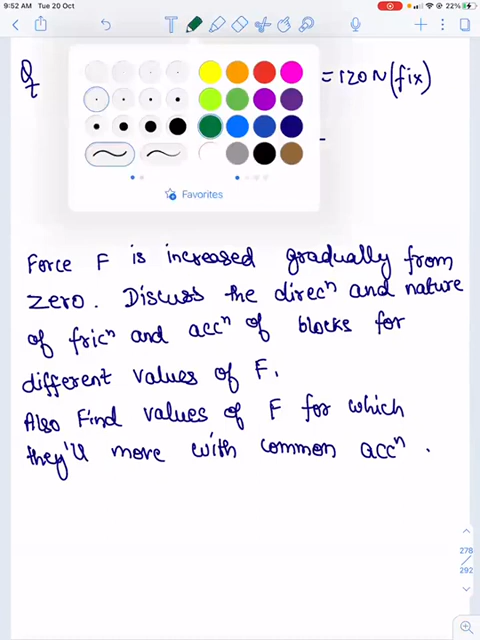 9:52 AM Tue 20 Oct
22%
Q
= 120 N (fix)
Favorites
Force F is increased gradually from
zero. Discuss the direcⁿ and nature
of fricⁿ and accⁿ of blocks for
different values of F.
Also Find values of F for which
they'll move with common accⁿ.
278
292